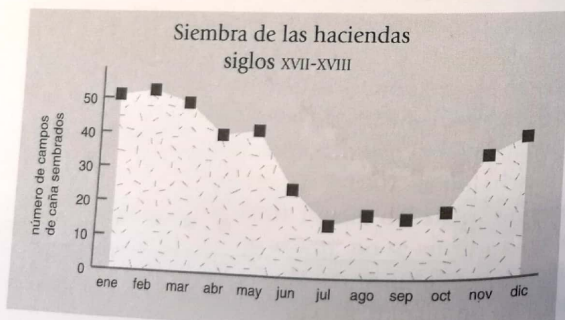 Siembra de las haciendas
siglos XVII-XVIII
número de campos
de caña sembrados
50
40
30
20
10
0
ene feb mar abr may jun jul ago sep oct nov dic